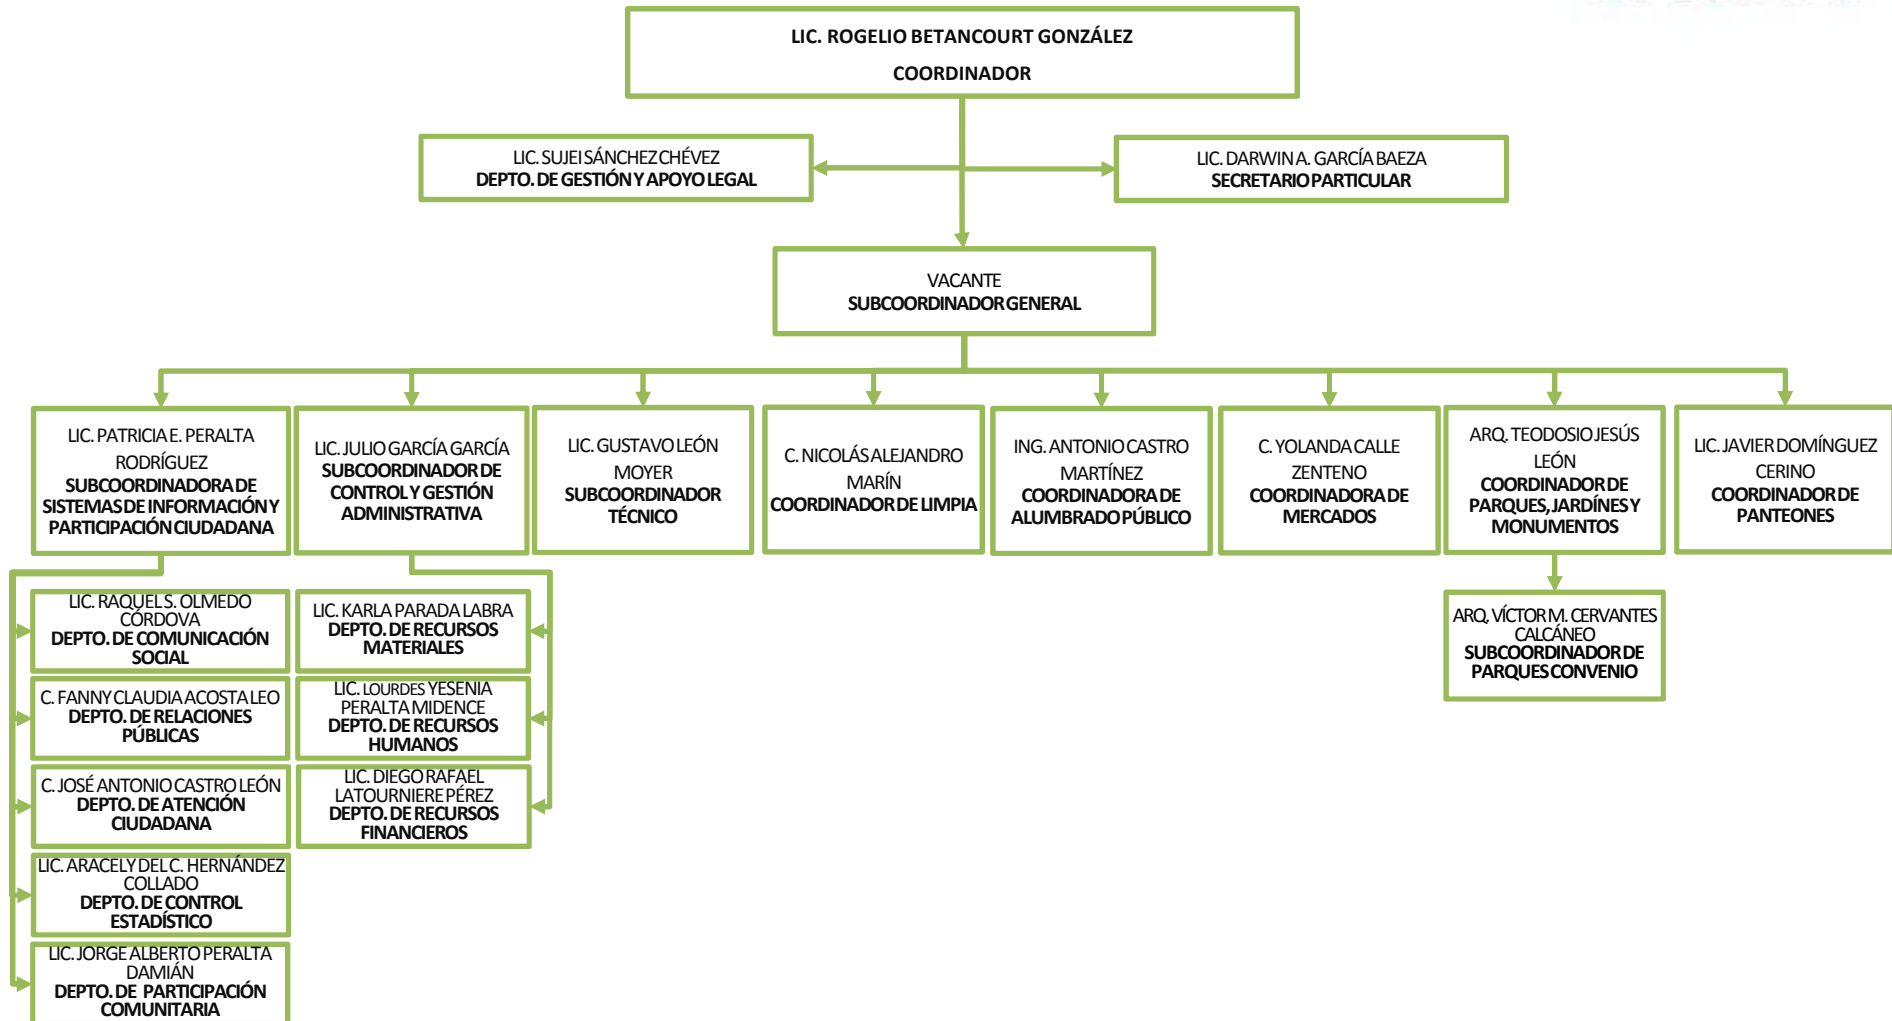 LIC. ROGELIO BETANCOURT GONZÁLEZ
COORDINADOR
LIC. SUJEI SÁNCHEZ CHÉVEZ
DEPTO. DE GESTIÓN Y APOYO LEGAL
LIC. DARWIN A. GARCÍA BAEZA
SECRETARIO PARTICULAR
VACANTE
SUBCOORDINADOR GENERAL
LIC. PATRICIA E. PERALTA
RODRÍGUEZ
SUBCOORDINADORA DE
SISTEMAS DE INFORMACIÓN Y
PARTICIPACIÓN CIUDADANA
LIC. JULIO GARCÍA GARCÍA
SUBCOORDINADOR DE
CONTROL Y GESTIÓN
ADMINISTRATIVA
LIC. GUSTAVO LEÓN
MOYER
SUBCOORDINADOR
TÉCNICO
C. NICOLÁS ALEJANDRO
MARÍN
COORDINADOR DE LIMPIA
ING. ANTONIO CASTRO
MARTÍNEZ
COORDINADORA DE
ALUMBRADO PÚBLICO
C. YOLANDA CALLE
ZENTENO
COORDINADORA DE
MERCADOS
ARQ. TEODOSIO JESÚS
LEÓN
COORDINADOR DE
PARQUES, JARDÍNES Y
MONUMENTOS
LIC. JAVIER DOMÍNGUEZ
CERINO
COORDINADOR DE
PANTEONES
LIC. RAQUEL S. OLMEDO
CÓRDOVA
DEPTO. DE COMUNICACIÓN
SOCIAL
LIC. KARLA PARADA LABRA
DEPTO. DE RECURSOS
MATERIALES
ARQ. VÍCTOR M. CERVANTES
CALCÁNEO
SUBCOORDINADOR DE
PARQUES CONVENIO
C. FANNY CLAUDIA ACOSTA LEO
DEPTO. DE RELACIONES
PÚBLICAS
LIC. LOURDES YESENIA
PERALTA MIDENCE
DEPTO. DE RECURSOS
HUMANOS
C. JOSÉ ANTONIO CASTRO LEÓN
DEPTO. DE ATENCIÓN
CIUDADANA
LIC. DIEGO RAFAEL
LATOURNIERE PÉREZ
DEPTO. DE RECURSOS
FINANCIEROS
LIC. ARACELY DEL C. HERNÁNDEZ
COLLADO
DEPTO. DE CONTROL
ESTADÍSTICO
LIC. JORGE ALBERTO PERALTA
DAMIÁN
DEPTO. DE PARTICIPACIÓN
COMUNITARIA